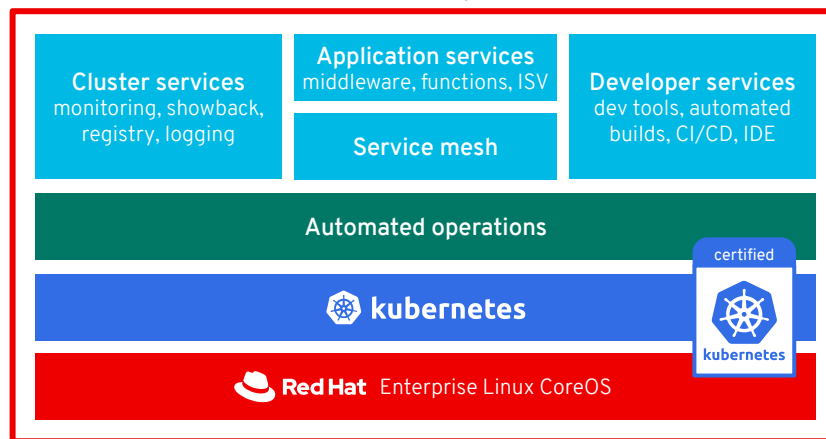 Cluster services
monitoring, showback,
registry, logging
Application services
middleware, functions, ISV
Service mesh
Developer services
dev tools, automated
builds, CI/CD, IDE
Automated operations
certified
kubernetes
kubernetes
Red Hat Enterprise Linux CoreOS